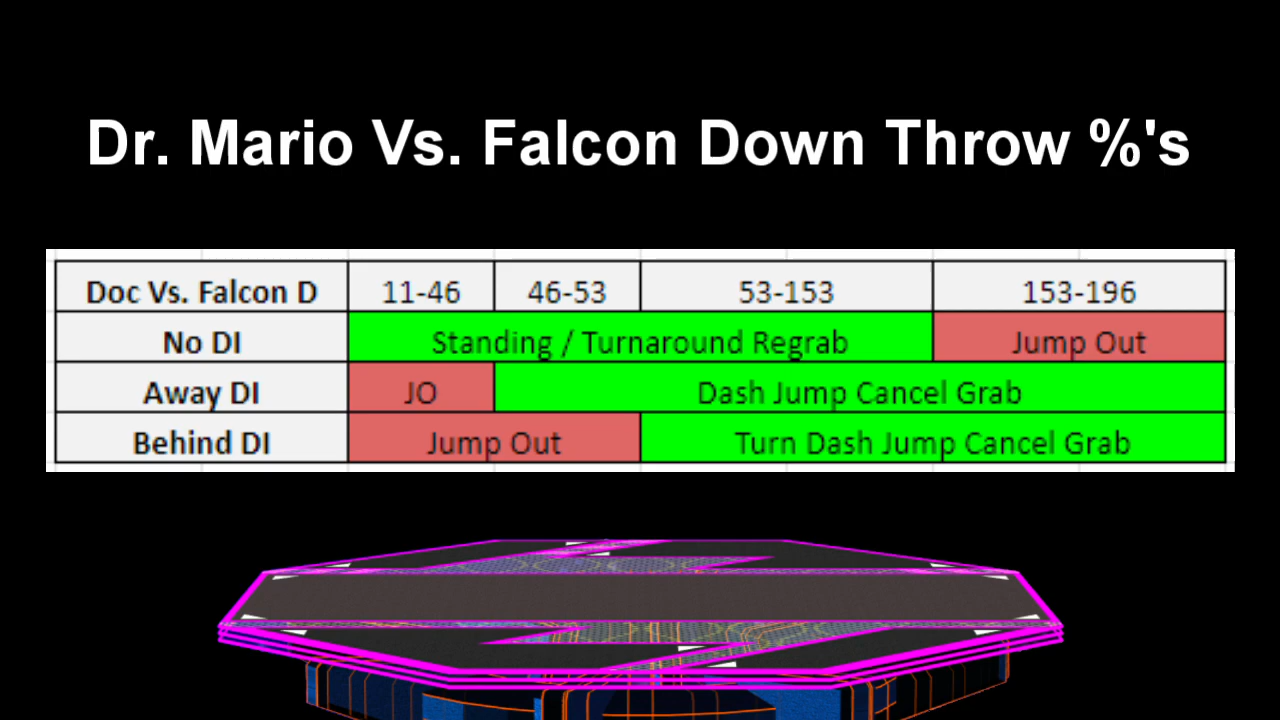 Dr. Mario Vs. Falcon Down Throw %'s
Doc Vs. Falcon D 11-46 46-53 53-153 153-196
No DI Standing / Turnaround Regrab Jump Out
Away DI JO Dash Jump Cancel Grab
Behind DI Jump Out Turn Dash Jump Cancel Grab